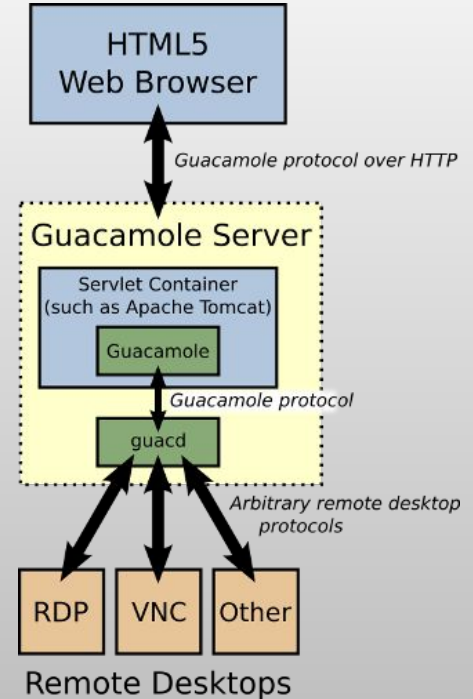 HTML5
Web Browser
Guacamole protocol over HTTP
Guacamole Server
Servlet Container
(such as Apache Tomcat)
Guacamole
Guacamole protocol
guacd
Arbitrary remote desktop
protocols
RDP
VNC
Other
Remote Desktops